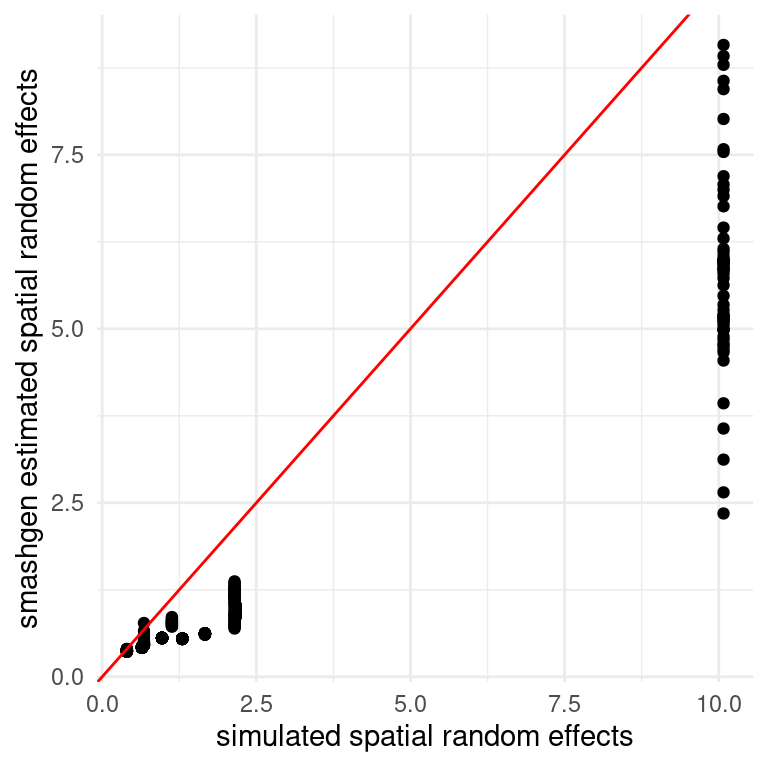 smashgen estimated spatial random effects
7.5
5.0
2.5
0.0
0.0 2.5 5.0 7.5 10.0
simulated spatial random effects